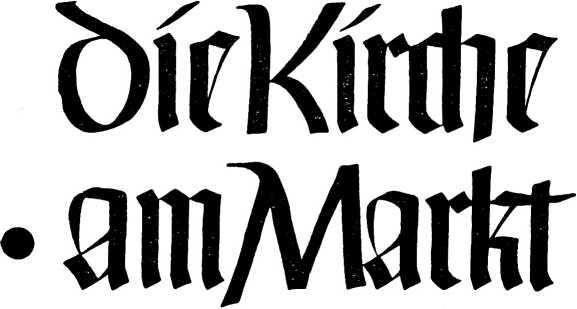 Die Kirche
• am Markt